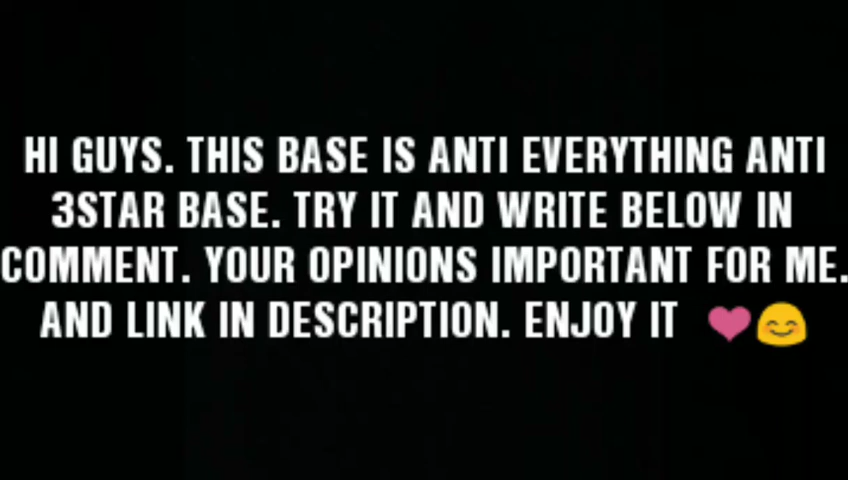 HI GUYS. THIS BASE IS ANTI EVERYTHING ANTI
3STAR BASE. TRY IT AND WRITE BELOW IN
COMMENT. YOUR OPINIONS IMPORTANT FOR ME.
AND LINK IN DESCRIPTION. ENJOY IT ❤😊